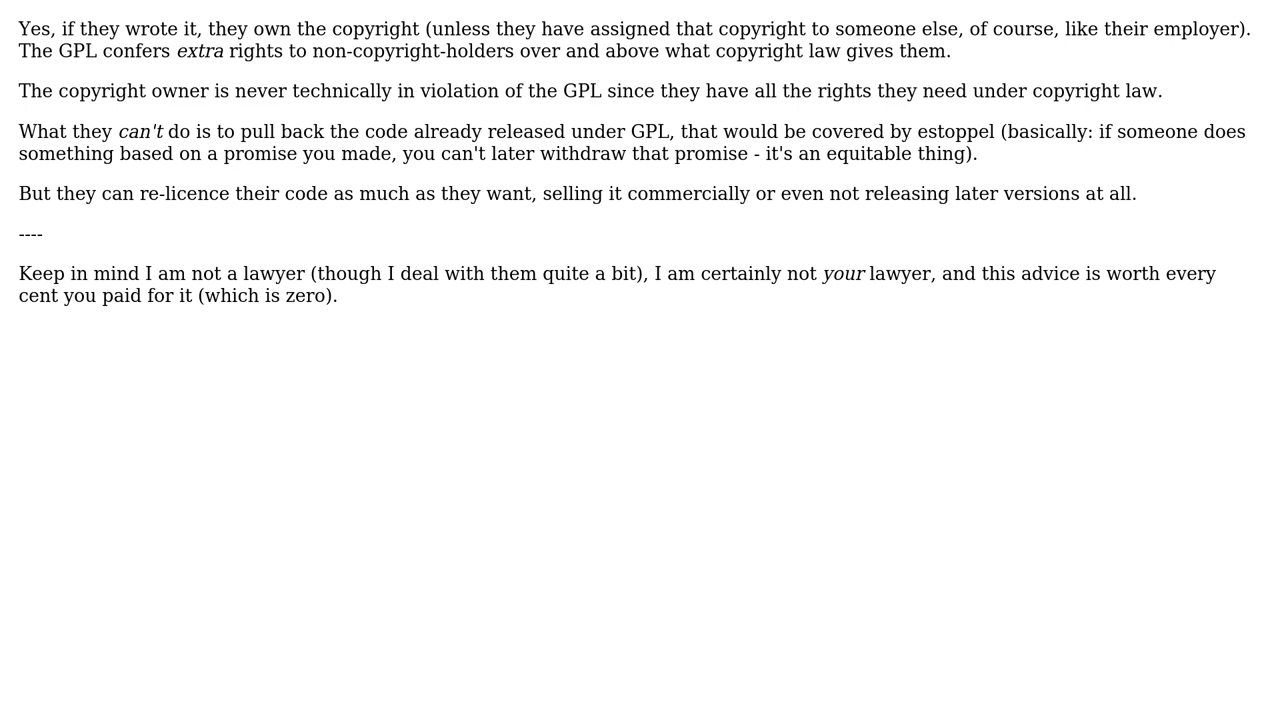 Yes, if they wrote it, they own the copyright (unless they have assigned that copyright to someone else, of course, like their employer).
The GPL confers extra rights to non-copyright-holders over and above what copyright law gives them.
The copyright owner is never technically in violation of the GPL since they have all the rights they need under copyright law.
What they can't do is to pull back the code already released under GPL, that would be covered by estoppel (basically: if someone does
something based on a promise you made, you can't later withdraw that promise - it's an equitable thing).
But they can re-licence their code as much as they want, selling it commercially or even not releasing later versions at all.
----
Keep in mind I am not a lawyer (though I deal with them quite a bit), I am certainly not your lawyer, and this advice is worth every
cent you paid for it (which is zero).